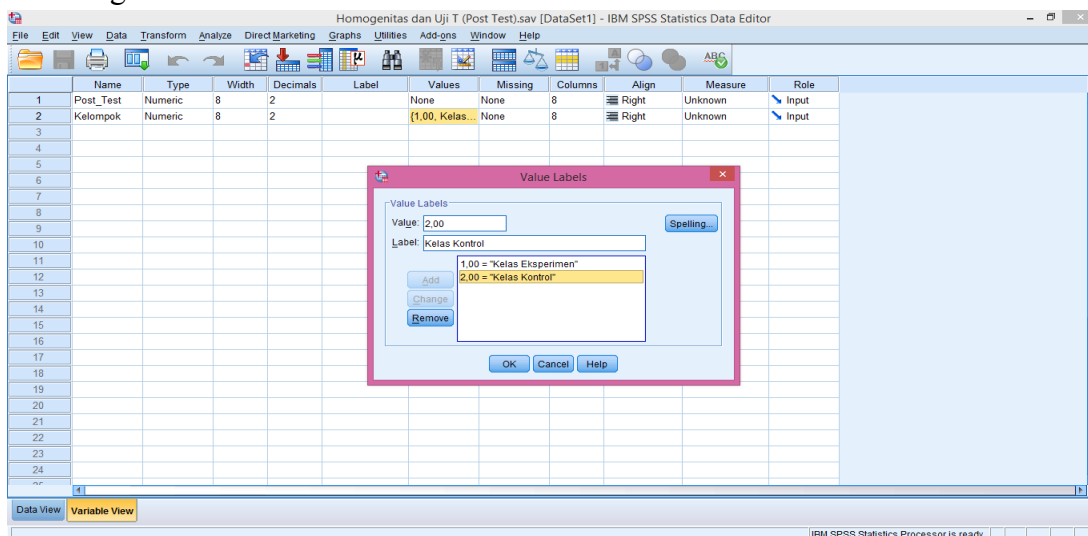 Homogenitas dan Uji T (Post Test).sav [DataSet1] - IBM SPSS Statistics Data Editor
File Edit View Data Transform Analyze Direct Marketing Graphs Utilities Add-ons Window Help
Name Type Width Decimals Label Values Missing Columns Align Measure Role
1 Post_Test Numeric 8 2 None None 8 Right Unknown Input
2 Kelompok Numeric 8 2 {1,00, Kelas... None 8 Right Unknown Input
3
4
5
6
7
8
9
10
11
12
13
14
15
16
17
18
19
20
21
22
23
24
Value Labels
Value Labels
Value: 2,00
Spelling...
Label: Kelas Kontrol
1,00 = "Kelas Eksperimen"
2,00 = "Kelas Kontrol"
Add
Change
Remove
OK Cancel Help
Data View Variable View
IBM SPSS Statistics Processor is ready